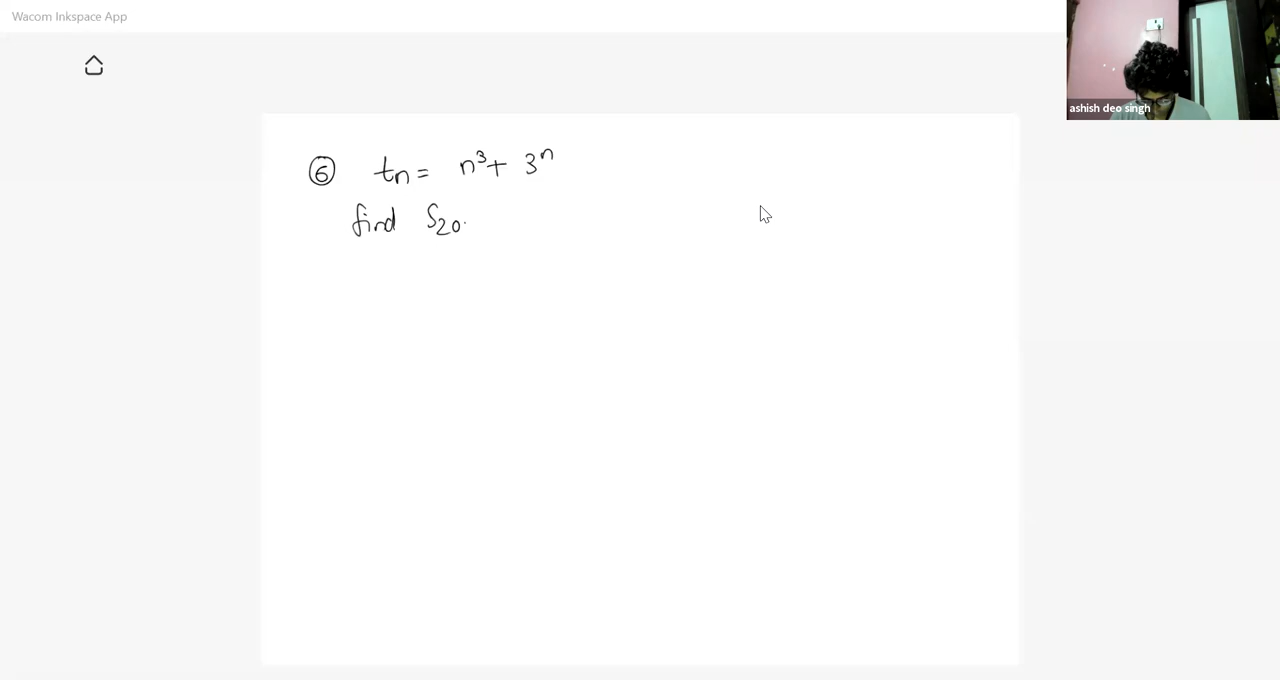 Wacom Inkspace App
ashish deo singh
⑥ tₙ = n³ + 3ⁿ
find S₂₀.